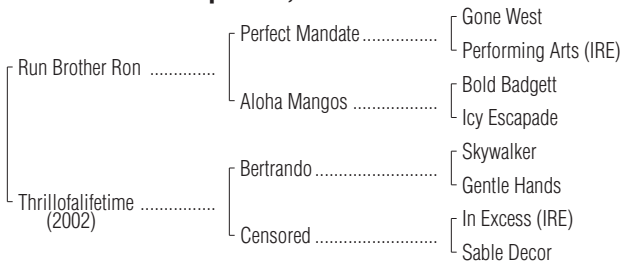 Gone West
Perfect Mandate
Performing Arts (IRE)
Run Brother Ron
Bold Badgett
Aloha Mangos
Icy Escapade
Skywalker
Bertrando
Gentle Hands
Thrillofalifetime
(2002)
In Excess (IRE)
Censored
Sable Decor